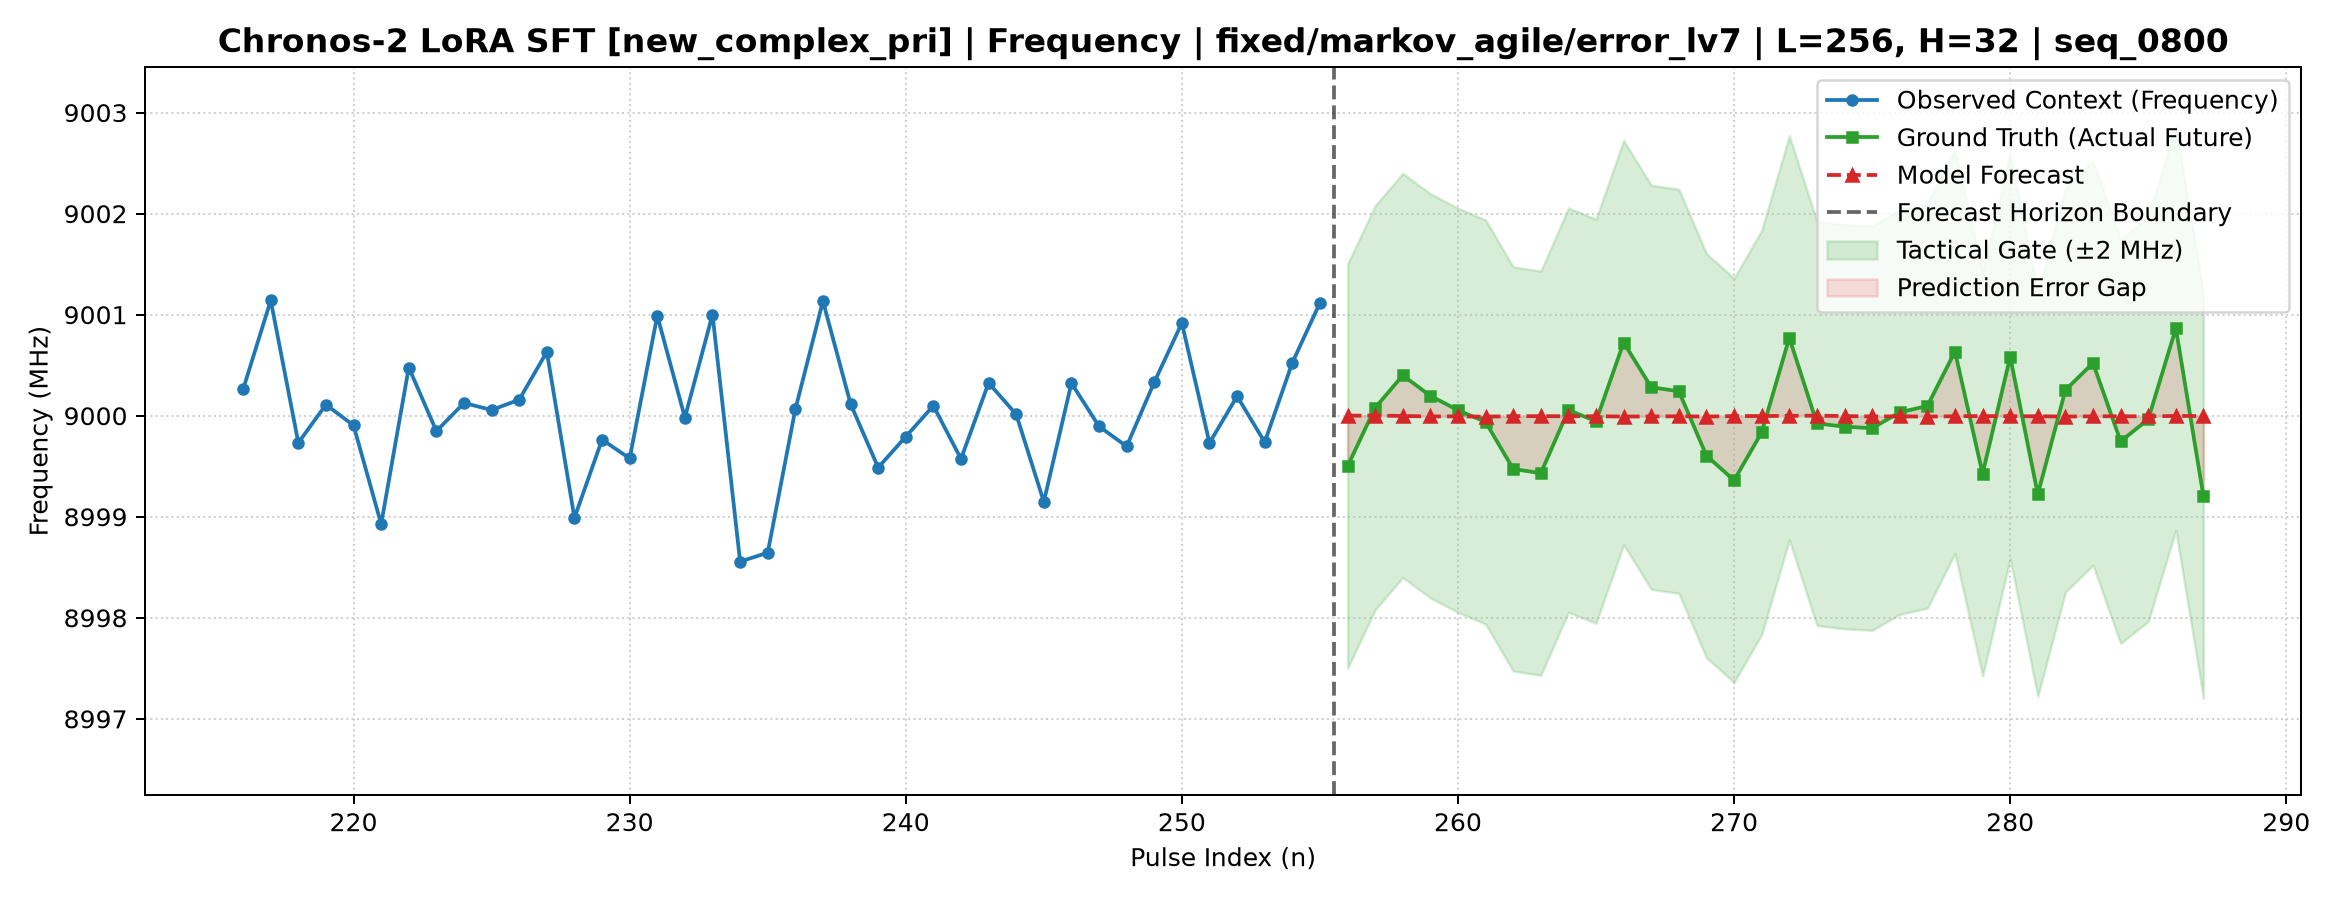 Chronos-2 LoRA SFT [new_complex_pri] | Frequency | fixed/markov_agile/error_lv7 | L=256, H=32 | seq_0800
Observed Context (Frequency)
Ground Truth (Actual Future)
Model Forecast
Forecast Horizon Boundary
Tactical Gate (±2 MHz)
Prediction Error Gap
Frequency (MHz)
9003
9002
9001
9000
8999
8998
8997
220 230 240 250 260 270 280 290
Pulse Index (n)